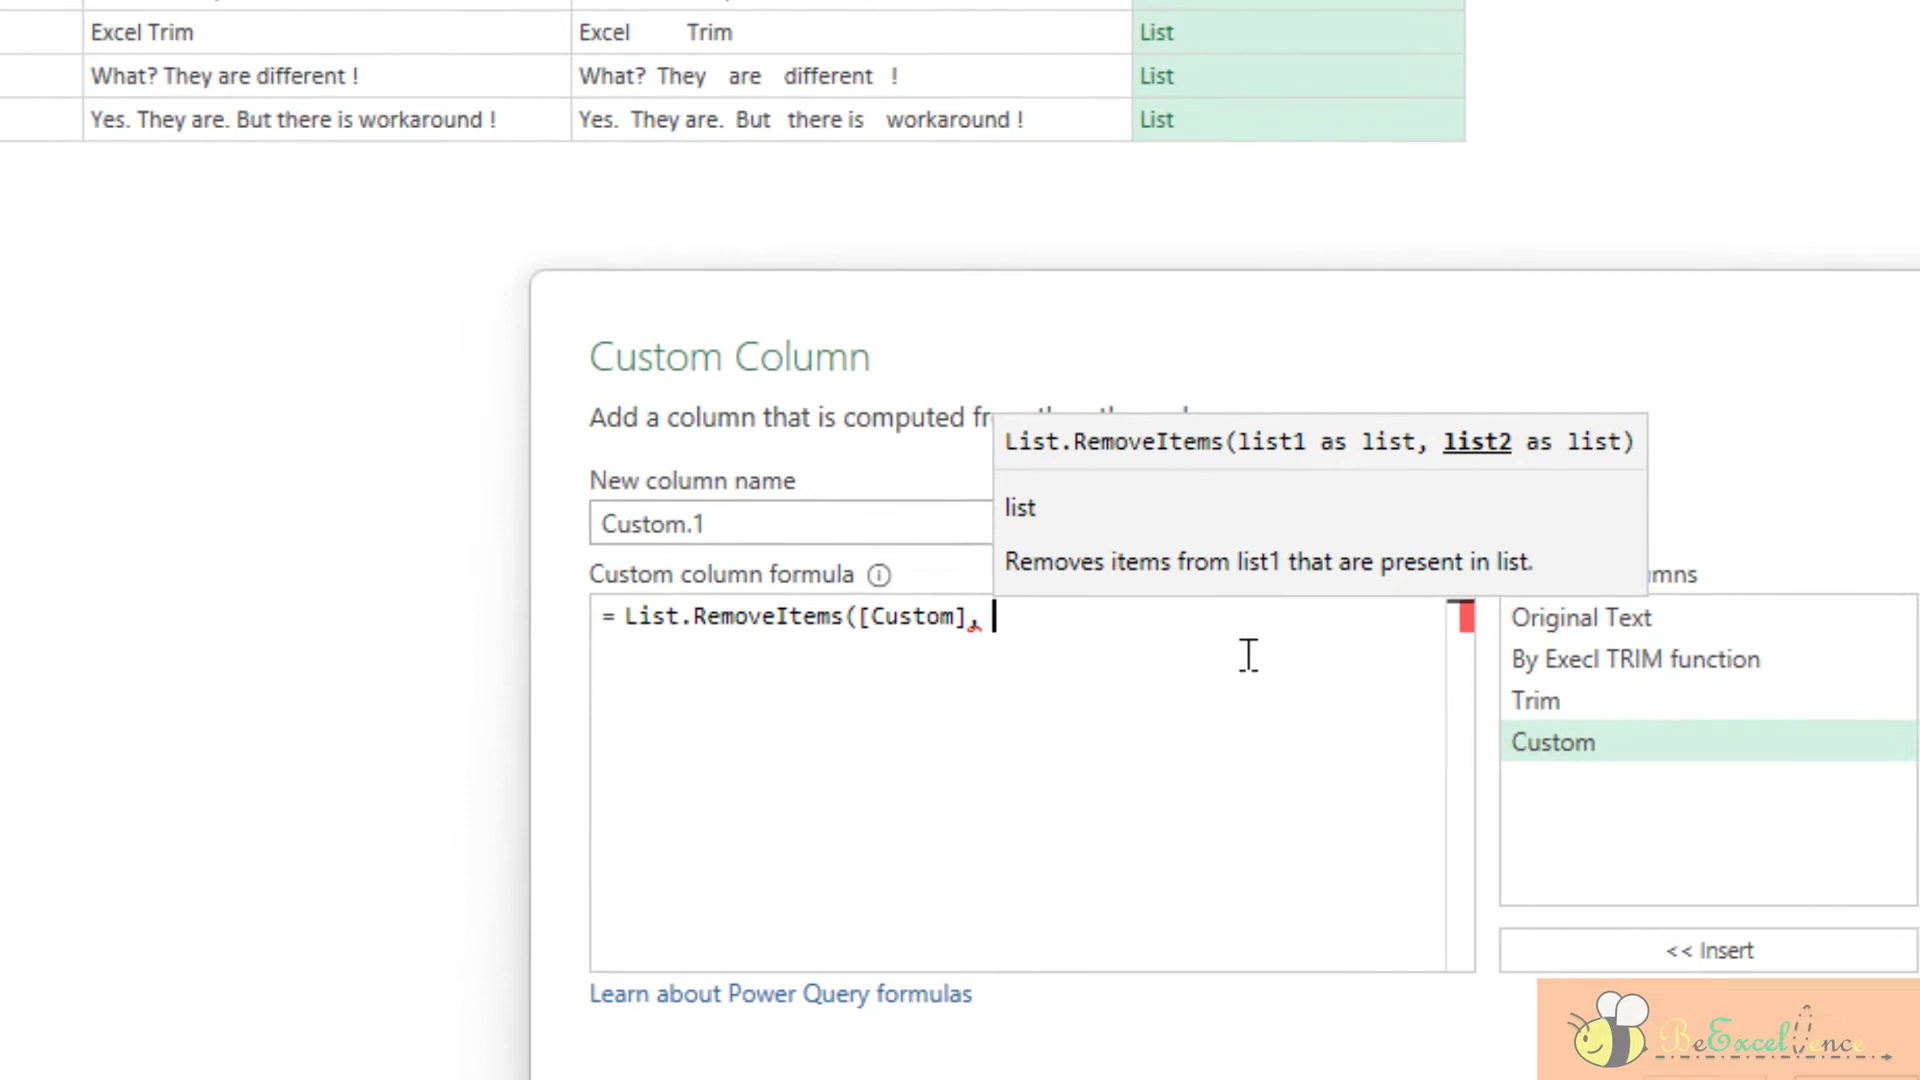 Excel Trim
Excel        Trim
List
What? They are different !
What?  They   are   different  !
List
Yes. They are. But there is workaround !
Yes.  They are.  But  there is   workaround !
List
Custom Column
Add a column that is computed
List.RemoveItems(list1 as list, list2 as list)
list
Removes items from list1 that are present in list.
New column name
Custom.1
Custom column formula
= List.RemoveItems([Custom],
Original Text
By Execl TRIM function
Trim
Custom
<< Insert
Learn about Power Query formulas
BeExcelVence